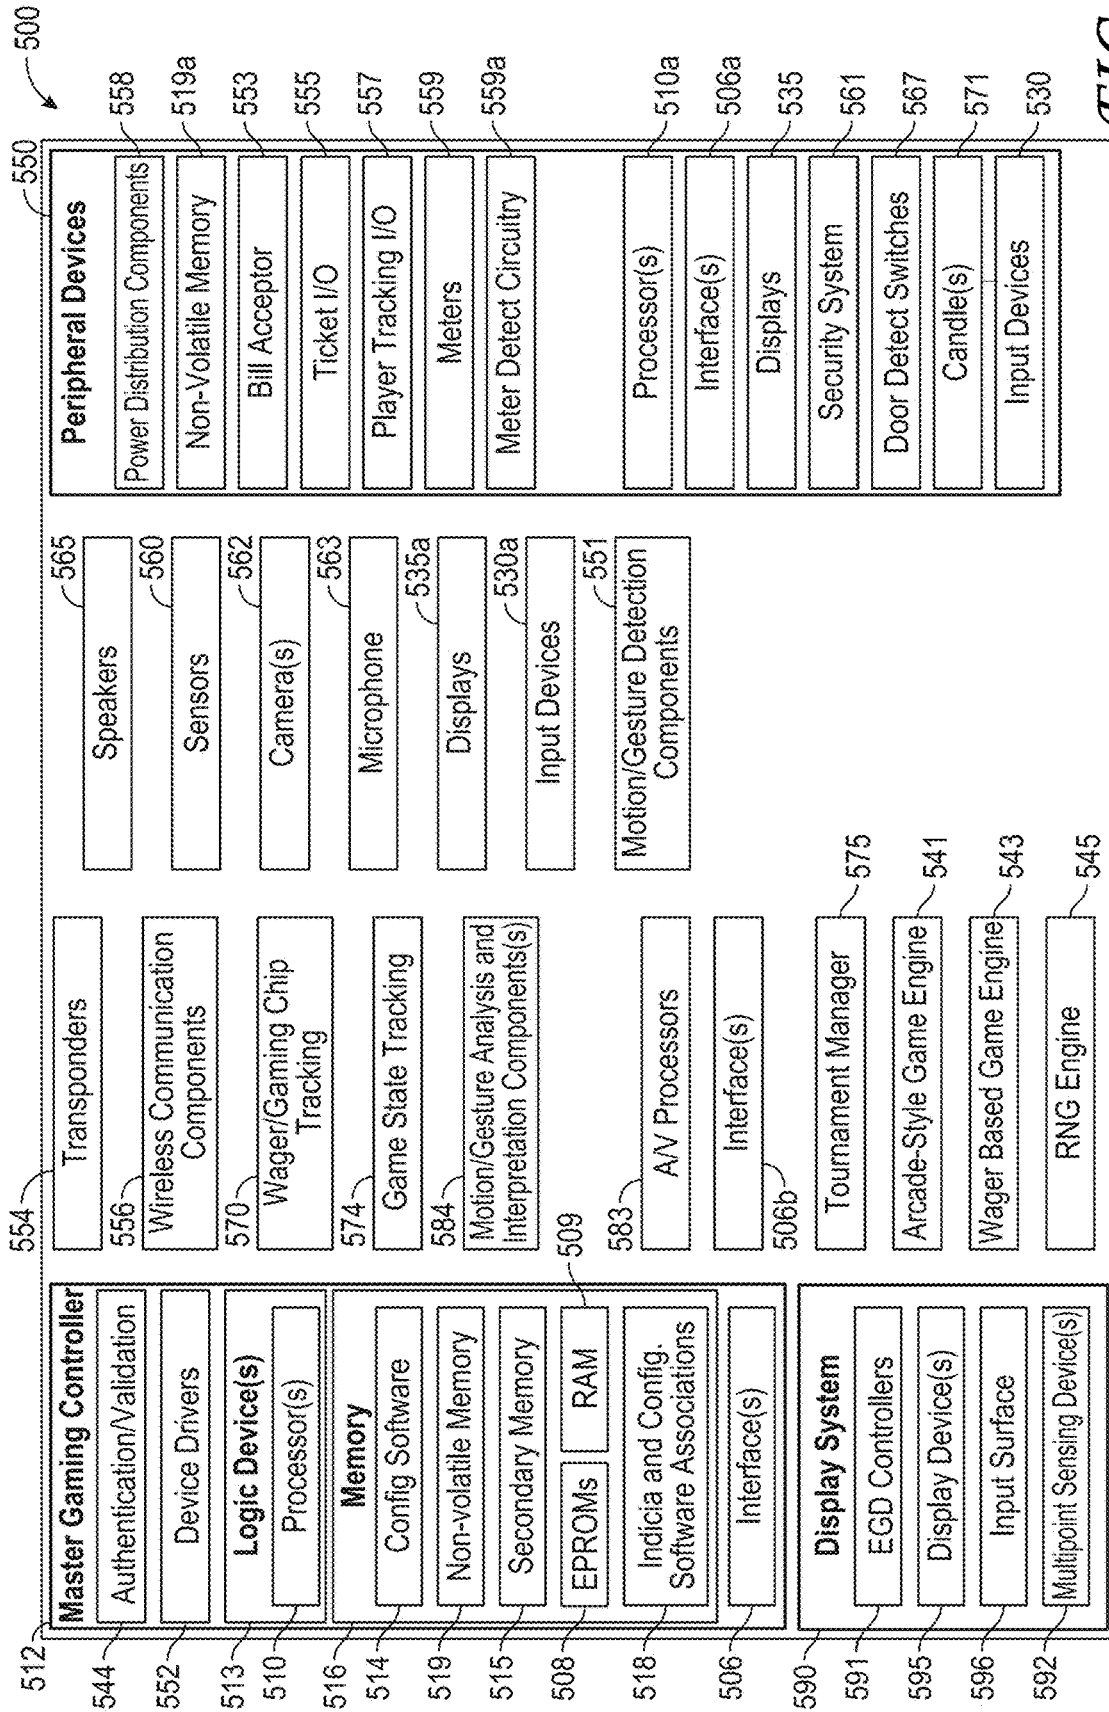 500
512
Master Gaming Controller
544
Authentication/Validation
552
Device Drivers
513
Logic Device(s)
510
Processor(s)
516
Memory
514
Config Software
519
Non-volatile Memory
515
Secondary Memory
508
EPROMs
RAM
509
518
Indicia and Config.
Software Associations
506
Interface(s)
590
Display System
591
EGD Controllers
595
Display Device(s)
596
Input Surface
592
Multipoint Sensing Device(s)
554
Transponders
556
Wireless Communication
Components
570
Wager/Gaming Chip
Tracking
574
Game State Tracking
584
Motion/Gesture Analysis and
Interpretation Components(s)
583
A/V Processors
Interface(s)
506b
Tournament Manager
575
Arcade-Style Game Engine
541
Wager Based Game Engine
543
RNG Engine
545
Speakers
565
Sensors
560
Camera(s)
562
Microphone
563
Displays
535a
Input Devices
530a
Motion/Gesture Detection
Components
551
550
Peripheral Devices
Power Distribution Components
558
Non-Volatile Memory
519a
Bill Acceptor
553
Ticket I/O
555
Player Tracking I/O
557
Meters
559
Meter Detect Circuitry
559a
Processor(s)
510a
Interface(s)
506a
Displays
535
Security System
561
Door Detect Switches
567
Candle(s)
571
Input Devices
530